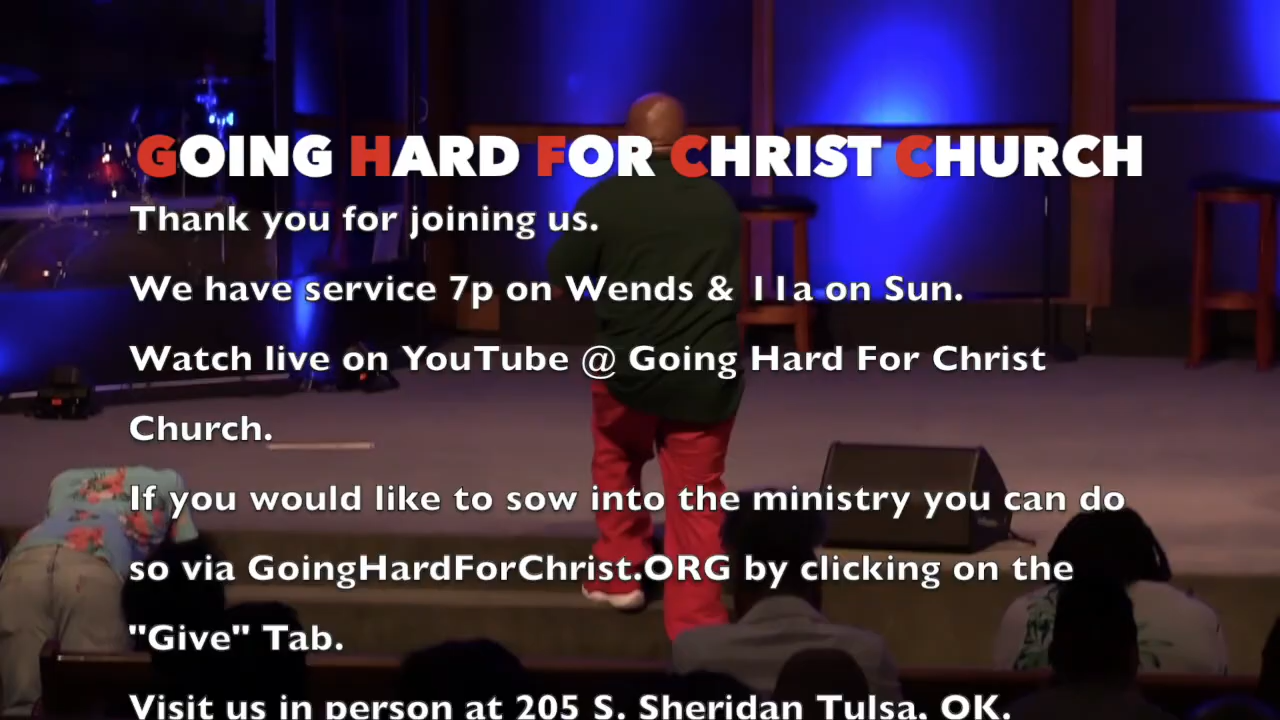 GOING HARD FOR CHRIST CHURCH
Thank you for joining us.
We have service 7p on Wends & 11a on Sun.
Watch live on YouTube @ Going Hard For Christ
Church.
If you would like to sow into the ministry you can do
so via GoingHardForChrist.ORG by clicking on the
"Give" Tab.
Visit us in person at 205 S. Sheridan Tulsa, OK.